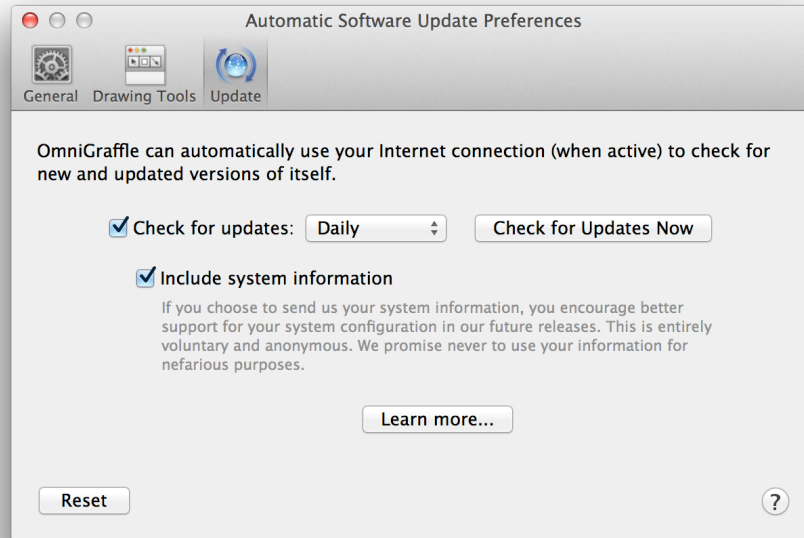 Automatic Software Update Preferences
General Drawing Tools Update
OmniGraffle can automatically use your Internet connection (when active) to check for
new and updated versions of itself.
Check for updates: Daily Check for Updates Now
Include system information
If you choose to send us your system information, you encourage better
support for your system configuration in our future releases. This is entirely
voluntary and anonymous. We promise never to use your information for
nefarious purposes.
Learn more...
Reset ?